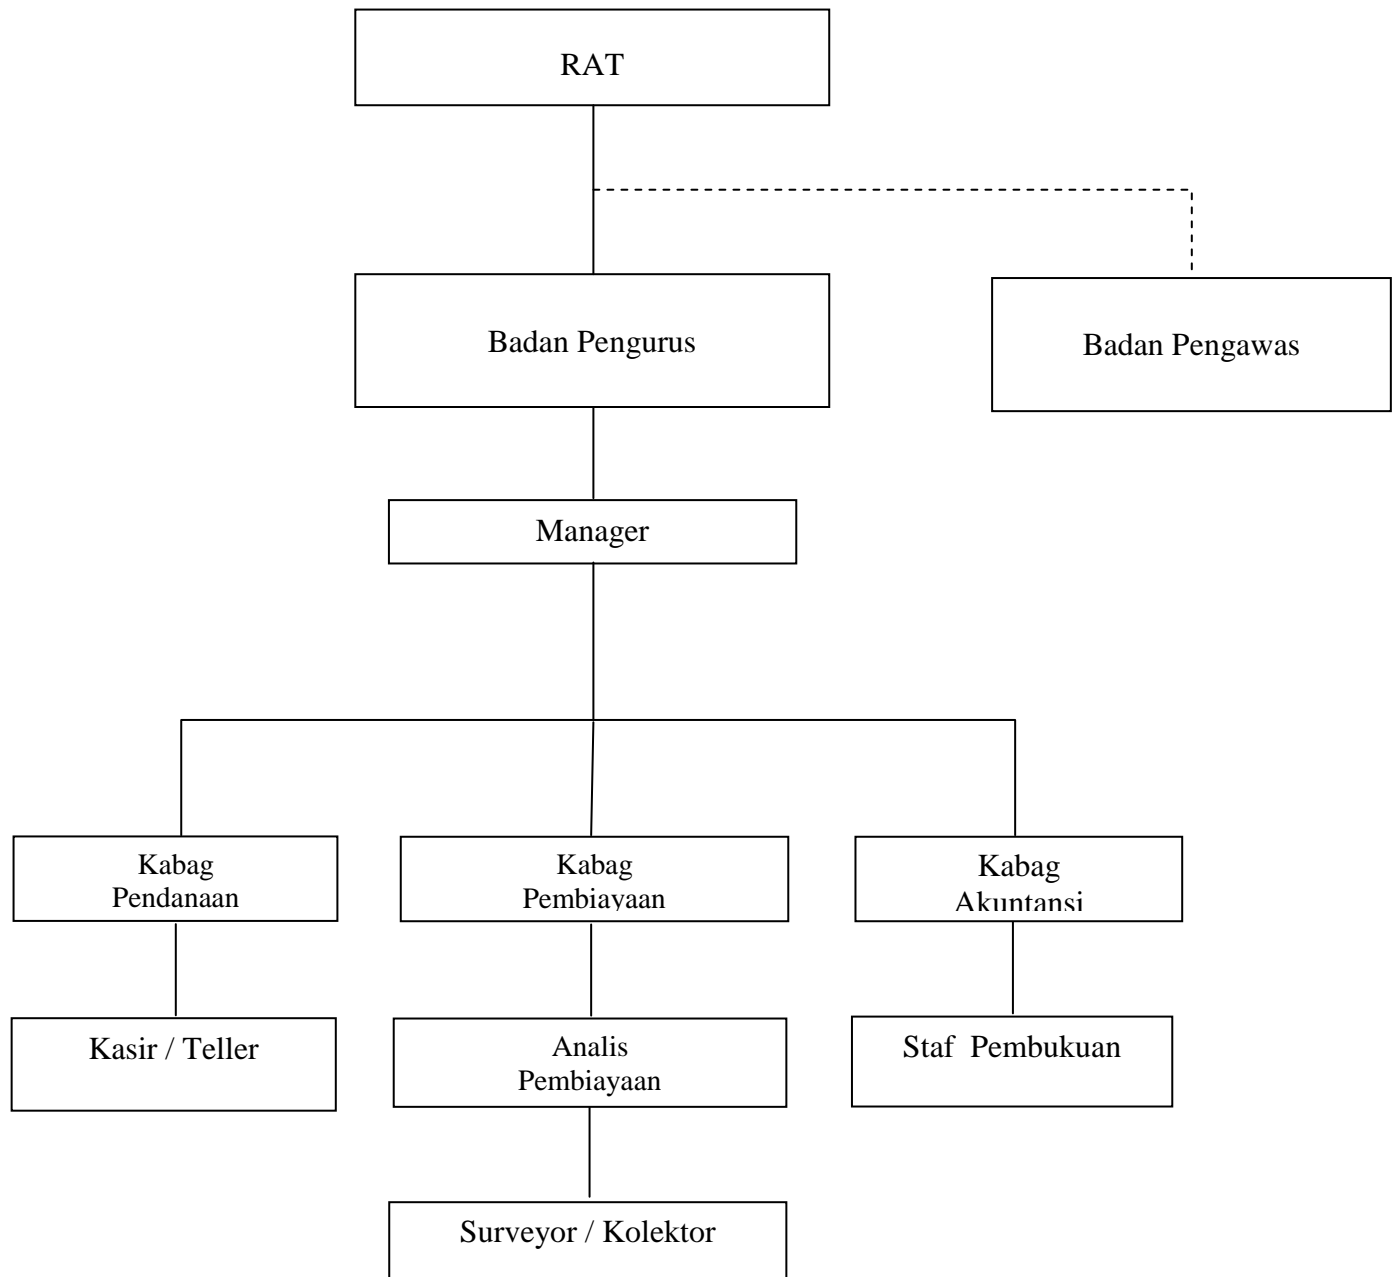 RAT
Badan Pengurus
Badan Pengawas
Manager
Kabag
Pendanaan
Kabag
Pembiayaan
Kabag
Akuntansi
Kasir / Teller
Analis
Pembiayaan
Staf  Pembukuan
Surveyor / Kolektor